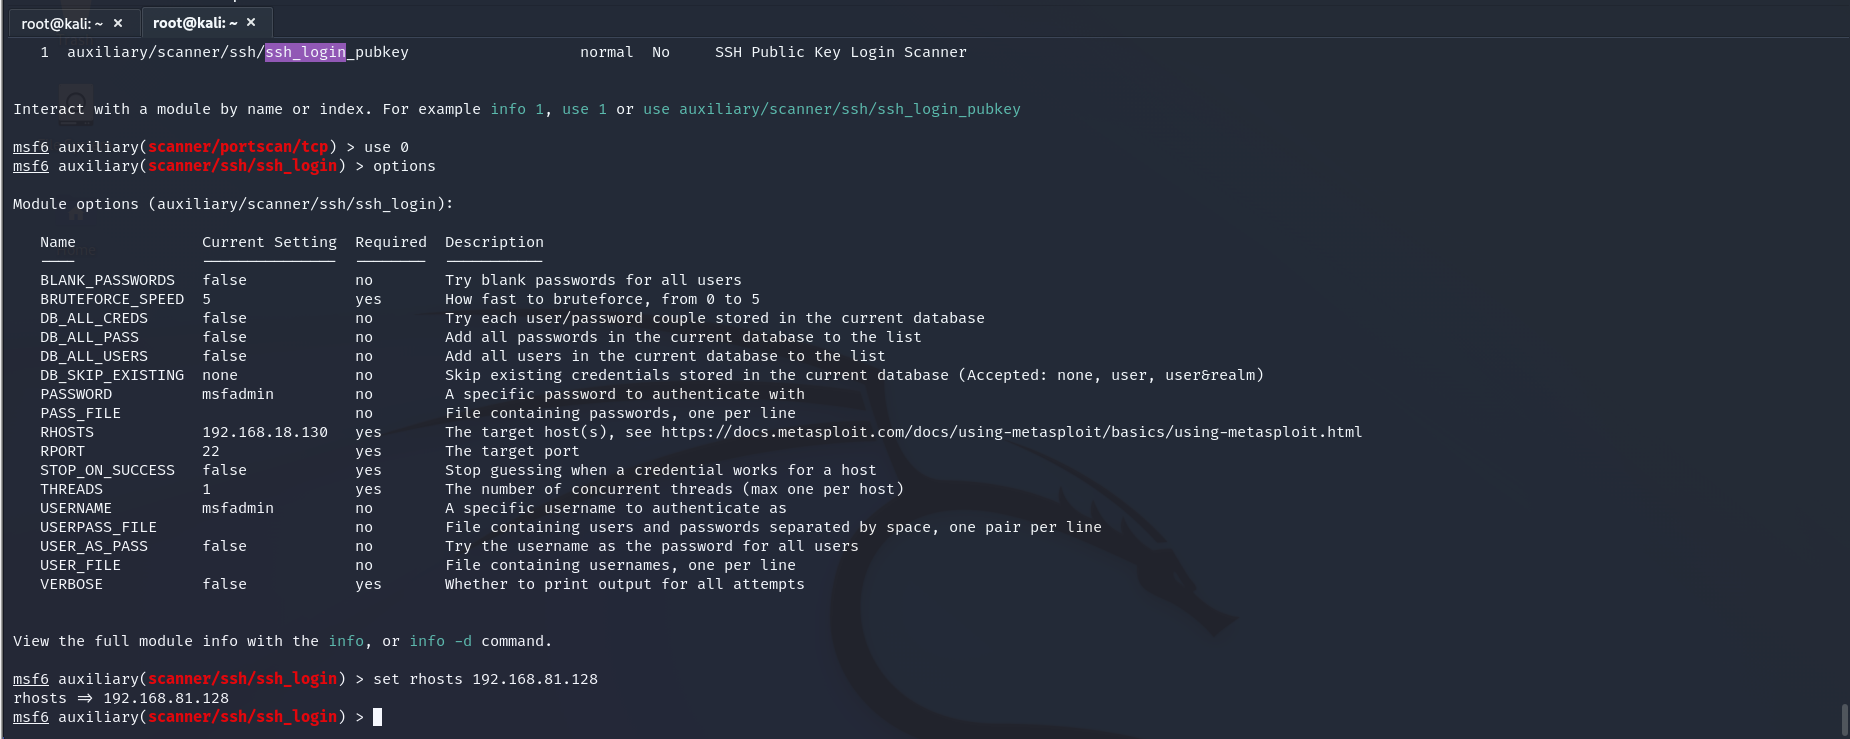 root@kali: ~ × root@kali: ~ ×
1 auxiliary/scanner/ssh/ssh_login_pubkey normal No SSH Public Key Login Scanner
Interact with a module by name or index. For example info 1, use 1 or use auxiliary/scanner/ssh/ssh_login_pubkey
msf6 auxiliary(scanner/portscan/tcp) > use 0
msf6 auxiliary(scanner/ssh/ssh_login) > options
Module options (auxiliary/scanner/ssh/ssh_login):
Name Current Setting Required Description
BLANK_PASSWORDS false no Try blank passwords for all users
BRUTEFORCE_SPEED 5 yes How fast to bruteforce, from 0 to 5
DB_ALL_CREDS false no Try each user/password couple stored in the current database
DB_ALL_PASS false no Add all passwords in the current database to the list
DB_ALL_USERS false no Add all users in the current database to the list
DB_SKIP_EXISTING none no Skip existing credentials stored in the current database (Accepted: none, user, user&realm)
PASSWORD msfadmin no A specific password to authenticate with
PASS_FILE no File containing passwords, one per line
RHOSTS 192.168.18.130 yes The target host(s), see https://docs.metasploit.com/docs/using-metasploit/basics/using-metasploit.html
RPORT 22 yes The target port
STOP_ON_SUCCESS false yes Stop guessing when a credential works for a host
THREADS 1 yes The number of concurrent threads (max one per host)
USERNAME msfadmin no A specific username to authenticate as
USERPASS_FILE no File containing users and passwords separated by space, one pair per line
USER_AS_PASS false no Try the username as the password for all users
USER_FILE no File containing usernames, one per line
VERBOSE false yes Whether to print output for all attempts
View the full module info with the info, or info -d command.
msf6 auxiliary(scanner/ssh/ssh_login) > set rhosts 192.168.81.128
rhosts => 192.168.81.128
msf6 auxiliary(scanner/ssh/ssh_login) >